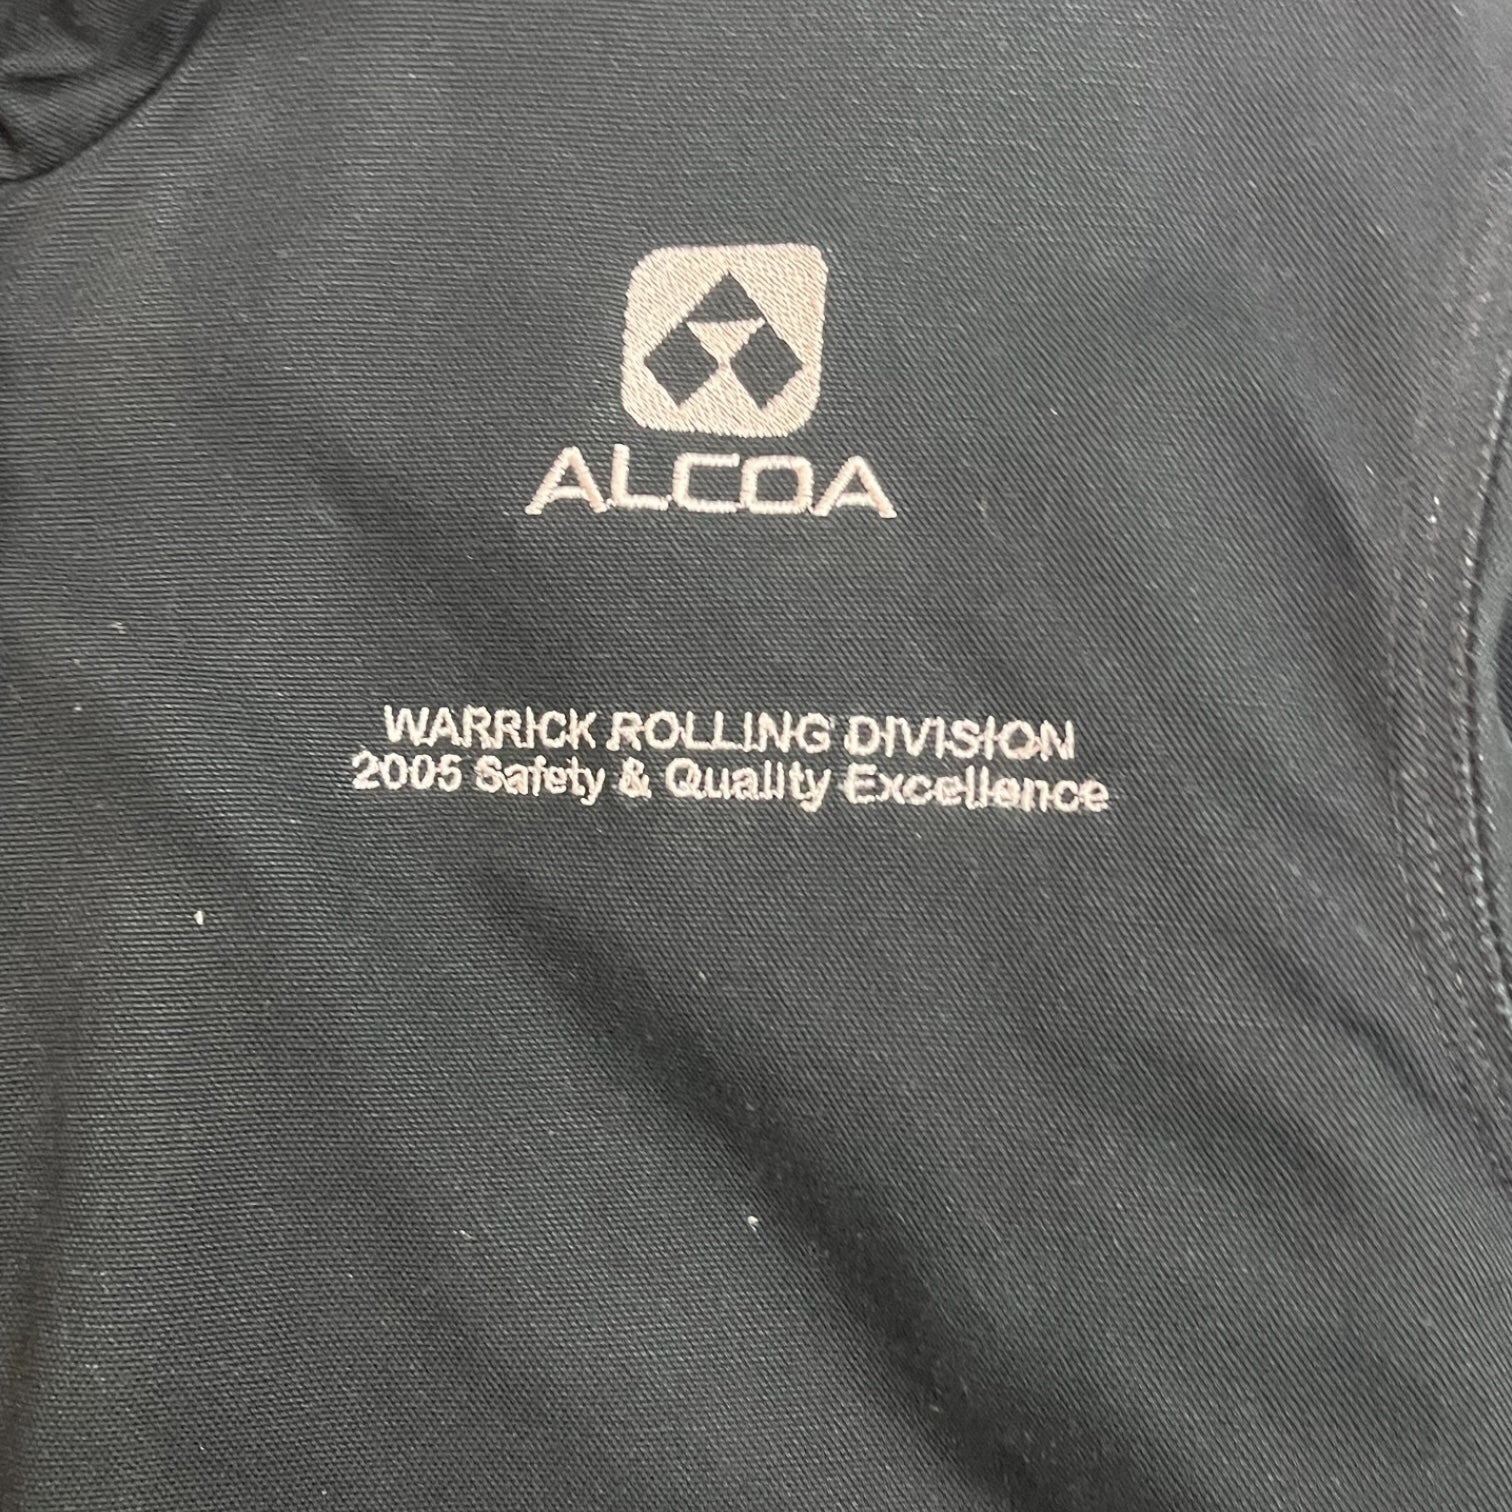 ALCOA
WARRICK ROLLING DIVISION
2005 Safety & Quality Excellence